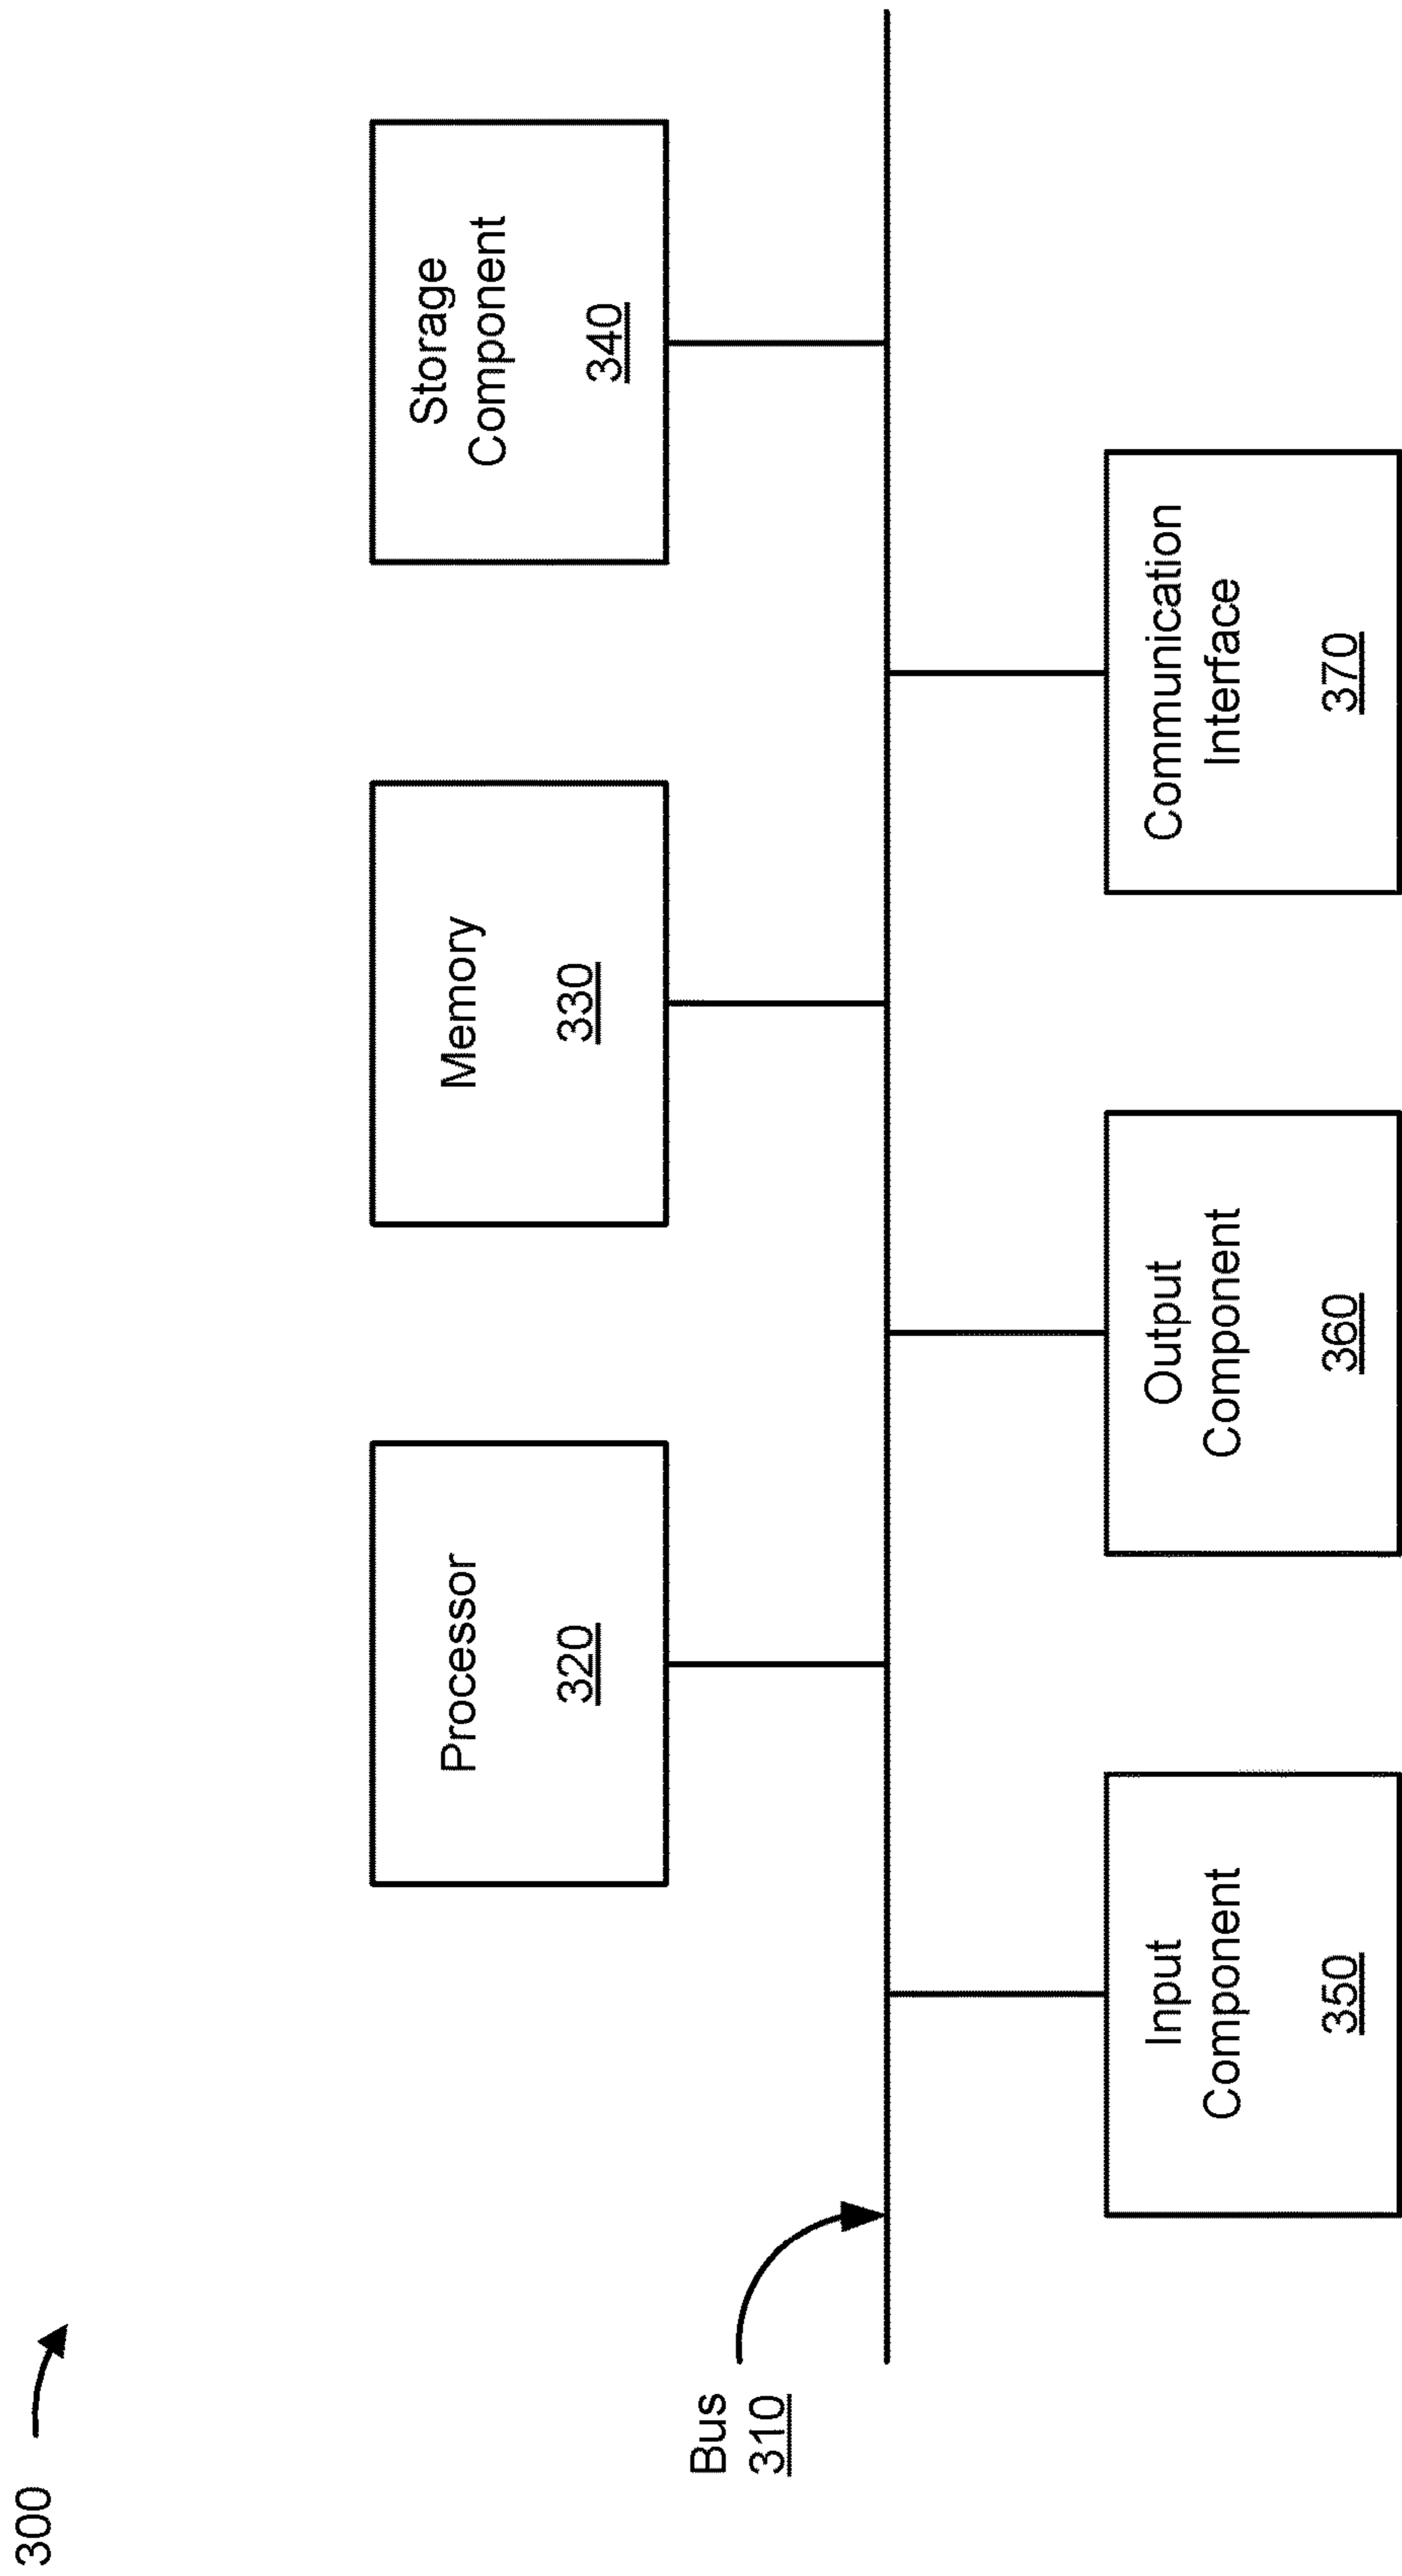 300
Processor
320
Memory
330
Storage
Component
340
Bus
310
Input
Component
350
Output
Component
360
Communication
Interface
370